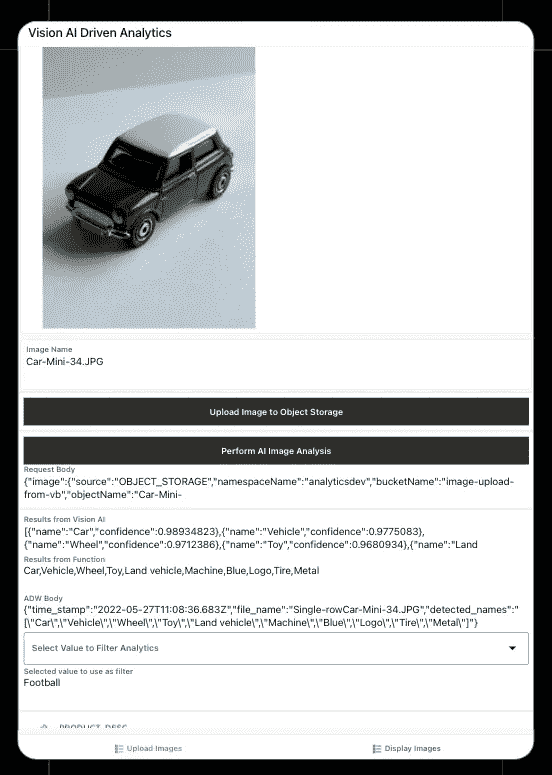 Vision AI Driven Analytics
Image Name
Car-Mini-34.JPG
Upload Image to Object Storage
Perform AI Image Analysis
Request Body
{"image":{"source":"OBJECT_STORAGE","namespaceName":"analyticsdev","bucketName":"image-upload-
from-vb","objectName":"Car-Mini-
Results from Vision AI
[{"name":"Car","confidence":0.98934823},{"name":"Vehicle","confidence":0.9775083},
{"name":"Wheel","confidence":0.9712386},{"name":"Toy","confidence":0.9680934},{"name":"Land
Results from Function
Car,Vehicle,Wheel,Toy,Land vehicle,Machine,Blue,Logo,Tire,Metal
ADW Body
{"time_stamp":"2022-05-27T11:08:36.683Z","file_name":"Single-rowCar-Mini-34.JPG","detected_names":"
[\"Car\",\"Vehicle\",\"Wheel\",\"Toy\",\"Land vehicle\",\"Machine\",\"Blue\",\"Logo\",\"Tire\",\"Metal\"]"}
Select Value to Filter Analytics
Selected value to use as filter
Football
PRODUCT_DESC
Upload Images
Display Images